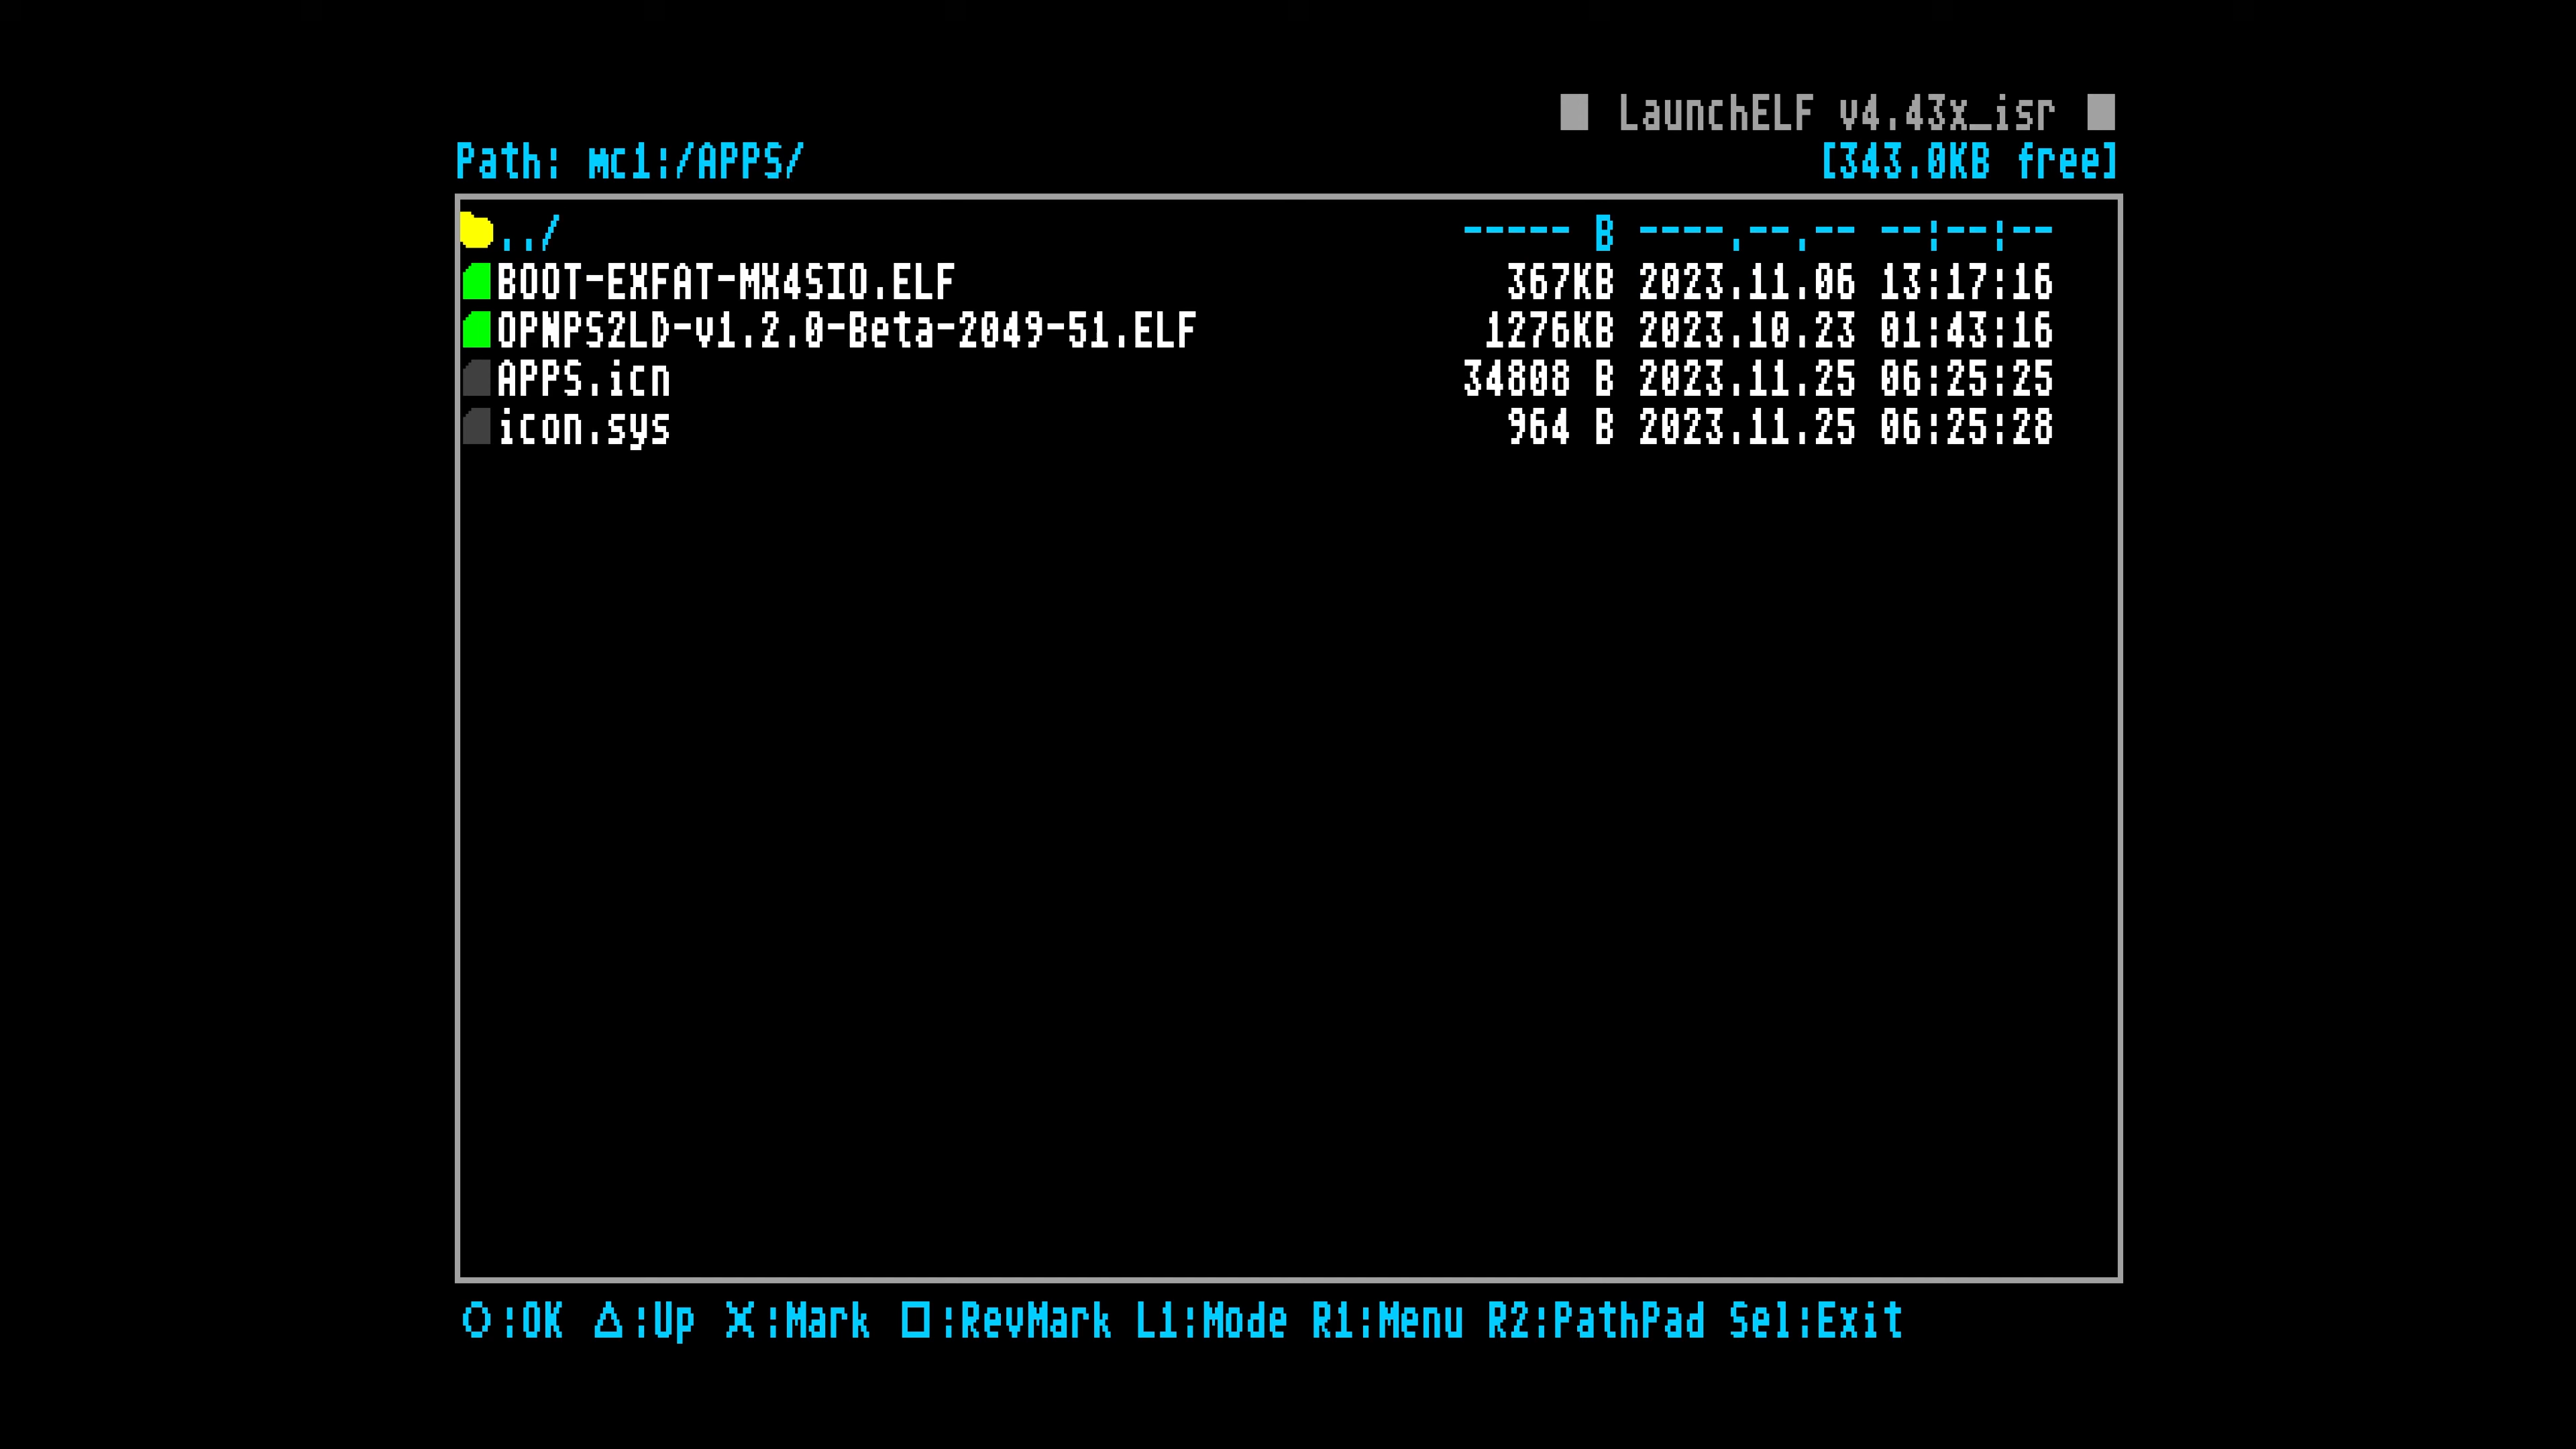 ■ LaunchELF v4.43x_isr ■
Path: mc1:/APPS/ [343.0KB free]
../ ----- B ----.--.-- --:--:--
BOOT-EXFAT-MX4SIO.ELF 367KB 2023.11.06 13:17:16
OPNPS2LD-v1.2.0-Beta-2049-51.ELF 1276KB 2023.10.23 01:43:16
APPS.icn 34808 B 2023.11.25 06:25:25
icon.sys 964 B 2023.11.25 06:25:28
○:OK △:Up X:Mark □:RevMark L1:Mode R1:Menu R2:PathPad Sel:Exit